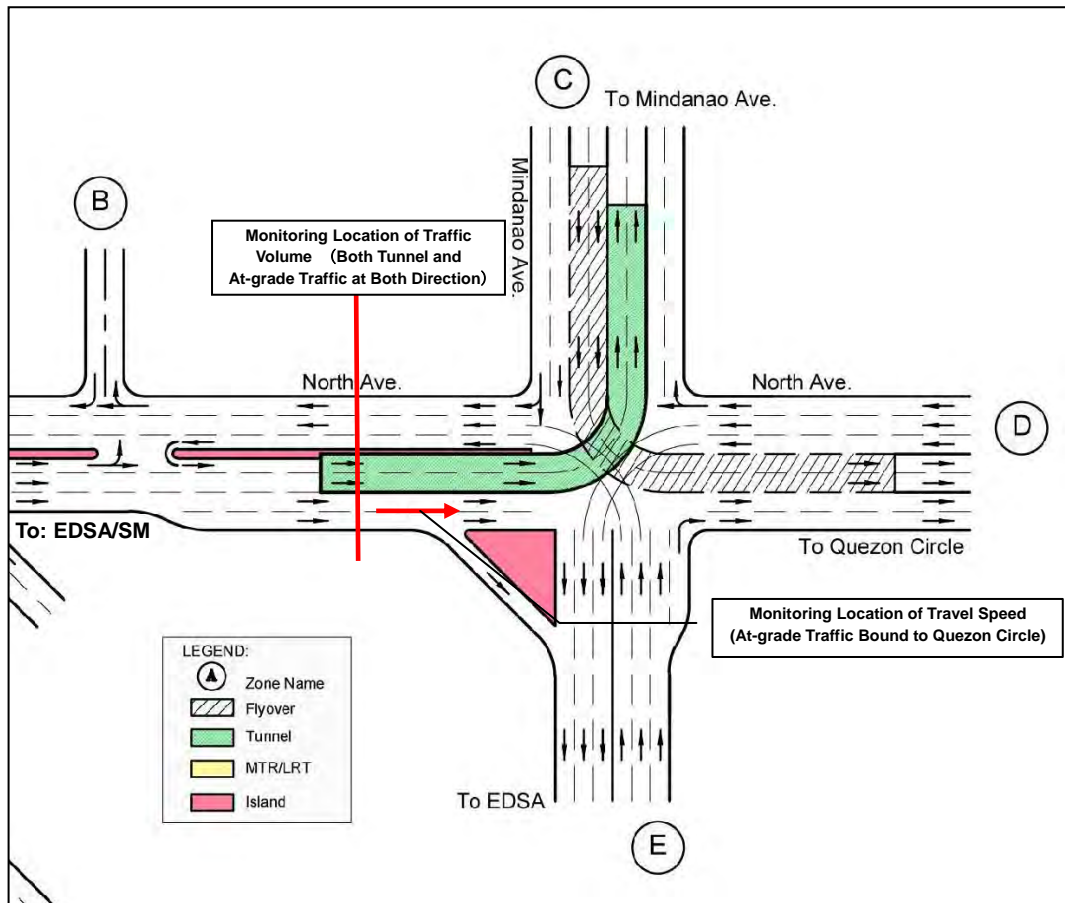 C
To Mindanao Ave.
B
Mindanao Ave.
Monitoring Location of Traffic
Volume （Both Tunnel and
At-grade Traffic at Both Direction）
North Ave.
North Ave.
D
To: EDSA/SM
To Quezon Circle
Monitoring Location of Travel Speed
(At-grade Traffic Bound to Quezon Circle)
LEGEND:
A
Zone Name
Flyover
Tunnel
MTR/LRT
Island
To EDSA
E